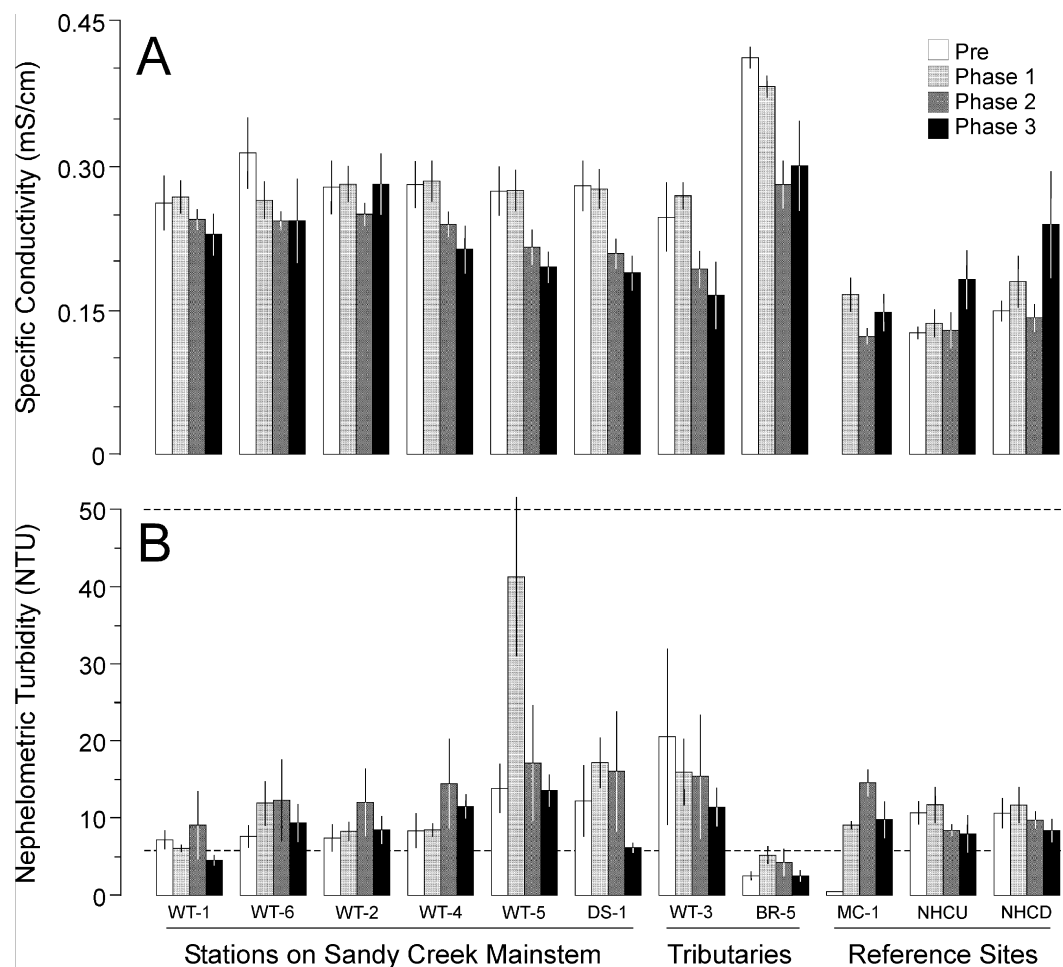 A
Specific Conductivity (mS/cm)
0.45
0.30
0.15
0
Pre
Phase 1
Phase 2
Phase 3
B
Nephelometric Turbidity (NTU)
50
40
30
20
10
0
WT-1 WT-6 WT-2 WT-4 WT-5 DS-1 WT-3 BR-5 MC-1 NHCU NHCD
Stations on Sandy Creek Mainstem Tributaries Reference Sites